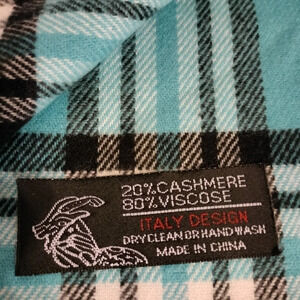 20%CASHMERE
80%VISCOSE
ITALY DESIGN
DRY CLEAN OR HAND WASH
MADE IN CHINA